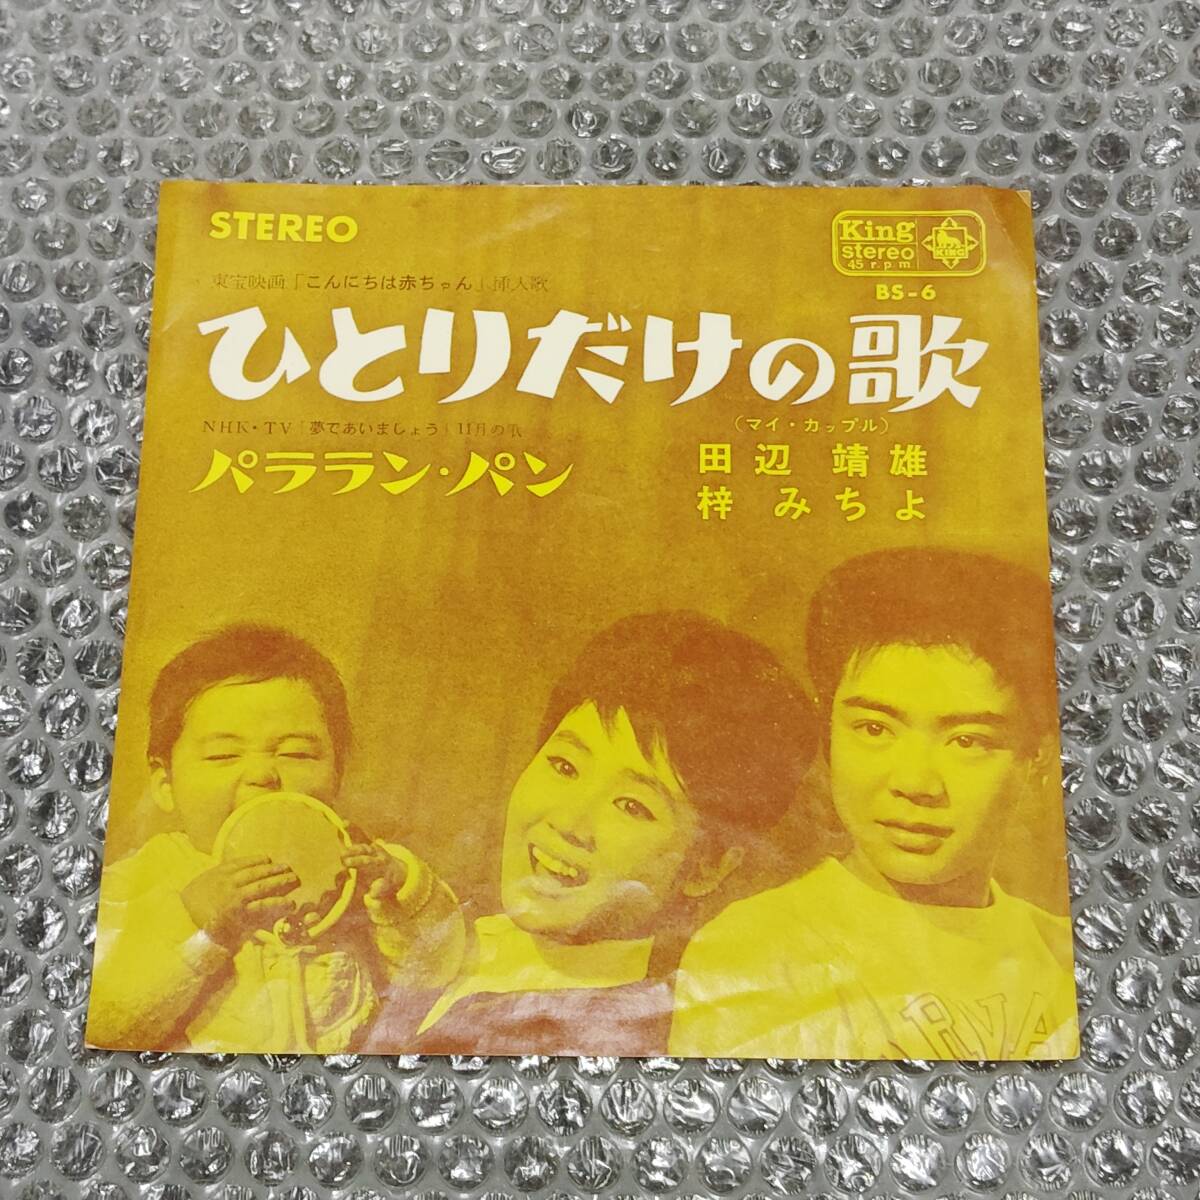 STEREO
King
stereo
45 r.p.m
KING
BS-6
東宝映画「こんにちは赤ちゃん」挿入歌
ひとりだけの歌
NHK・TV「夢であいましょう」11月の歌
パララン・パン
(マイ・カップル)
田辺 靖雄
梓 みちよ
RVA